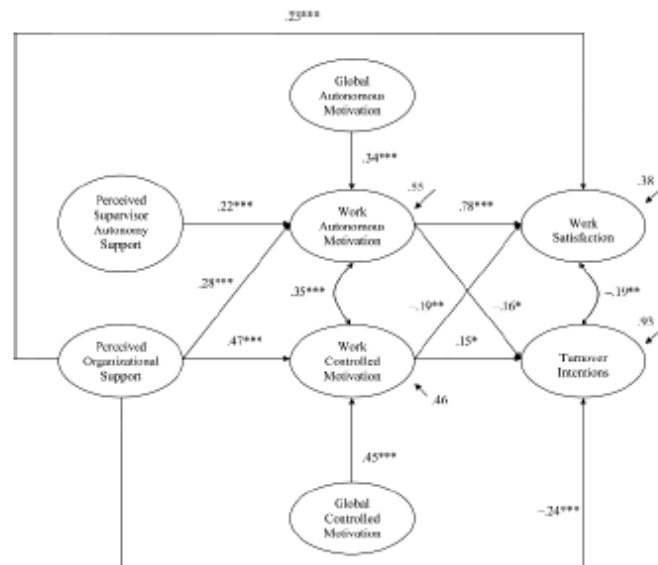 .23***
Global
Autonomous
Motivation
.34***
.55
.38
Perceived
Supervisor
Autonomy
Support
.22***
Work
Autonomous
Motivation
.78***
Work
Satisfaction
.28***
.35***
–.19**
–.16*
–.19**
.93
Perceived
Organizational
Support
.47***
Work
Controlled
Motivation
.15*
Turnover
Intentions
.46
.45***
Global
Controlled
Motivation
–.24***